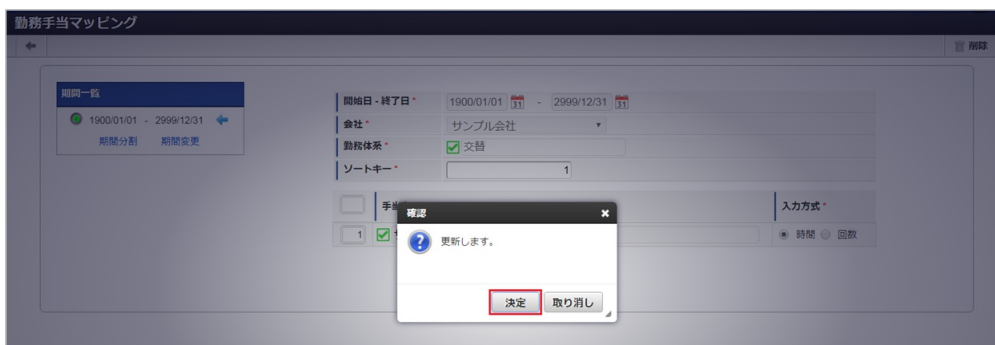 勤務手当マッピング
削除
期間一覧
1900/01/01 - 2999/12/31
期間分割 期間変更
開始日 - 終了日* 1900/01/01 31 - 2999/12/31 31
会社* サンプル会社
勤務体系* 交替
ソートキー* 1
手当
入力方式*
1
時間 回数
確認
更新します。
決定 取り消し